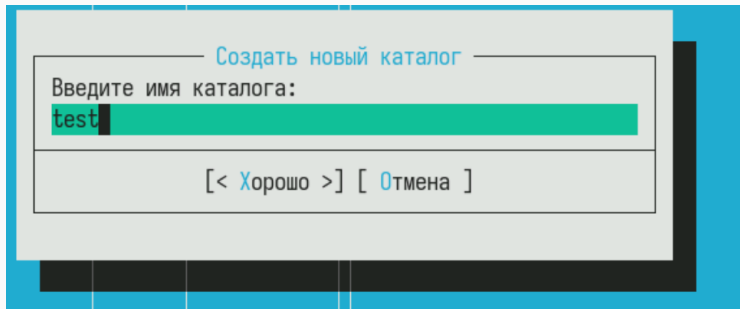 Создать новый каталог
Введите имя каталога:
test
[< Хорошо >] [ Отмена ]